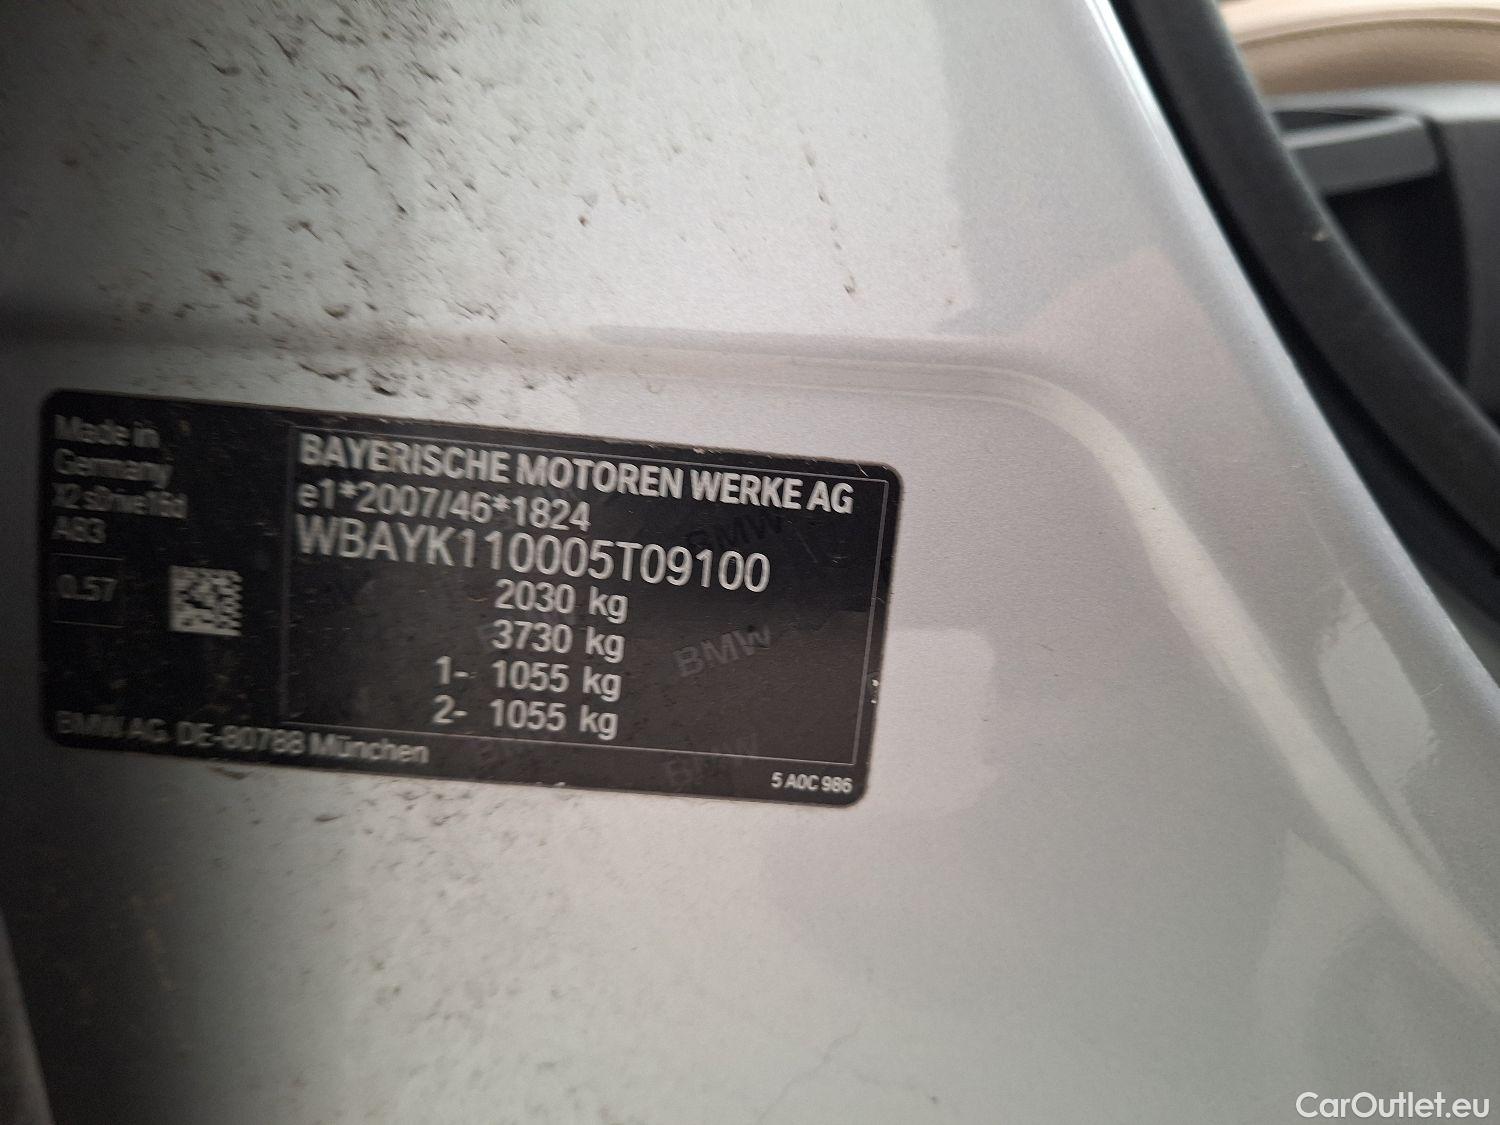 Made in
Germany
X2 sDrive16d
A83
0.57
BAYERISCHE MOTOREN WERKE AG
e1*2007/46*1824
WBAYK110005T09100
2030 kg
3730 kg
1- 1055 kg
2- 1055 kg
BMW AG DE-80788 München
5 A0C 986
BMW
BMW
BMW
CarOutlet.eu